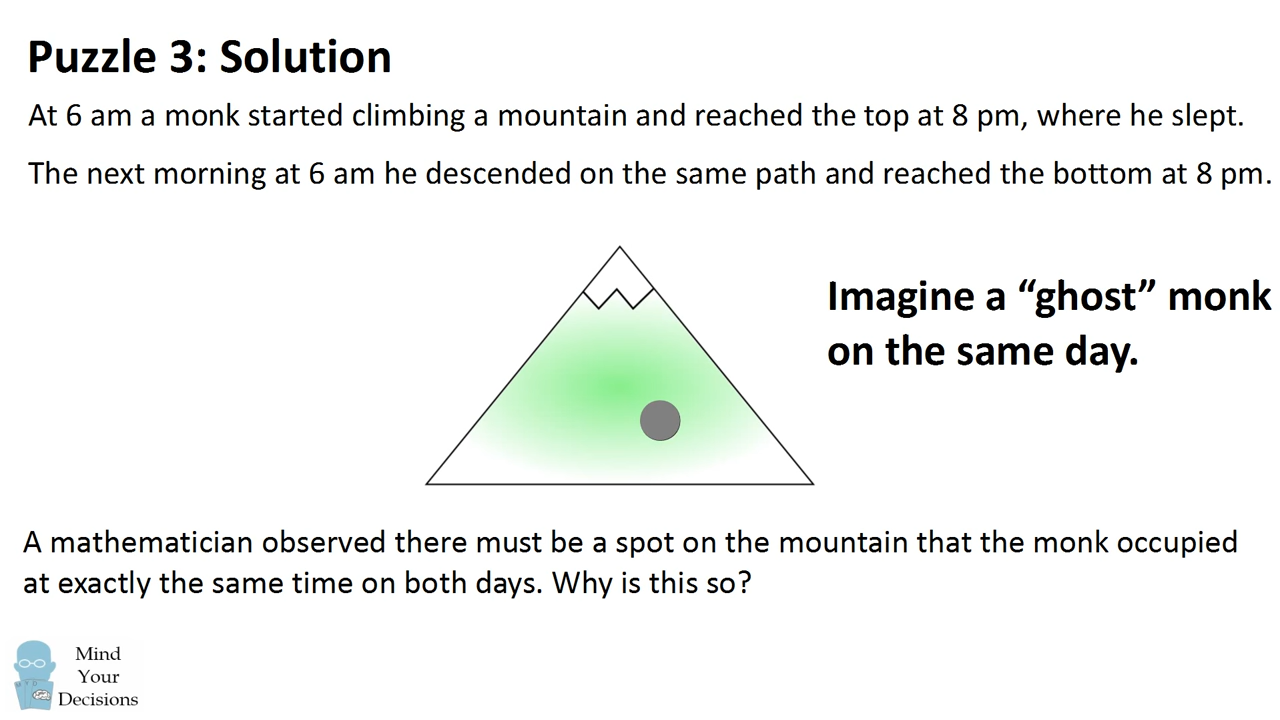 Puzzle 3: Solution
At 6 am a monk started climbing a mountain and reached the top at 8 pm, where he slept.
The next morning at 6 am he descended on the same path and reached the bottom at 8 pm.
Imagine a “ghost” monk
on the same day.
A mathematician observed there must be a spot on the mountain that the monk occupied
at exactly the same time on both days. Why is this so?
Mind
Your
Decisions